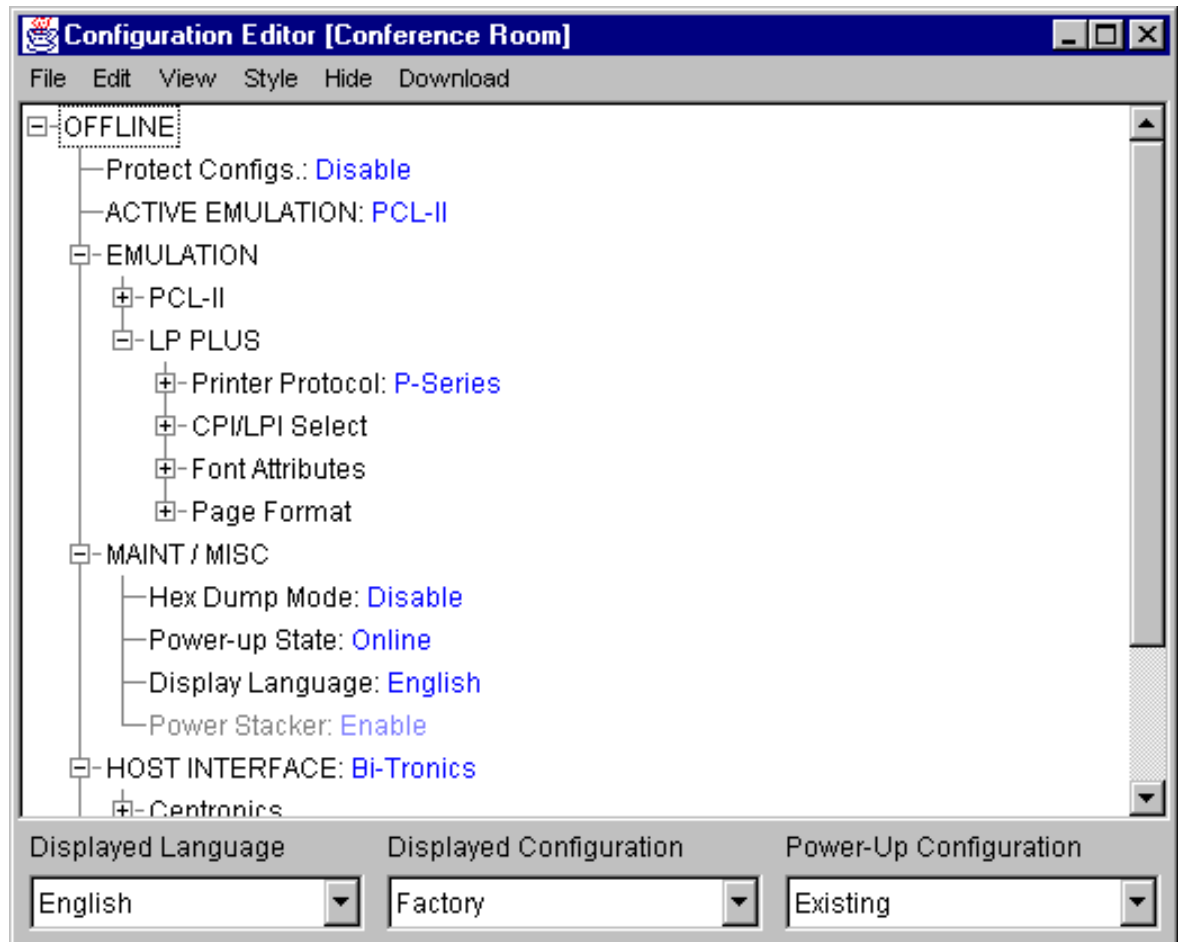 Configuration Editor [Conference Room]
File Edit View Style Hide Download
OFFLINE
Protect Configs.: Disable
ACTIVE EMULATION: PCL-II
EMULATION
PCL-II
LP PLUS
Printer Protocol: P-Series
CPI/LPI Select
Font Attributes
Page Format
MAINT / MISC
Hex Dump Mode: Disable
Power-up State: Online
Display Language: English
Power Stacker: Enable
HOST INTERFACE: Bi-Tronics
Centronics
Displayed Language Displayed Configuration Power-Up Configuration
English Factory Existing